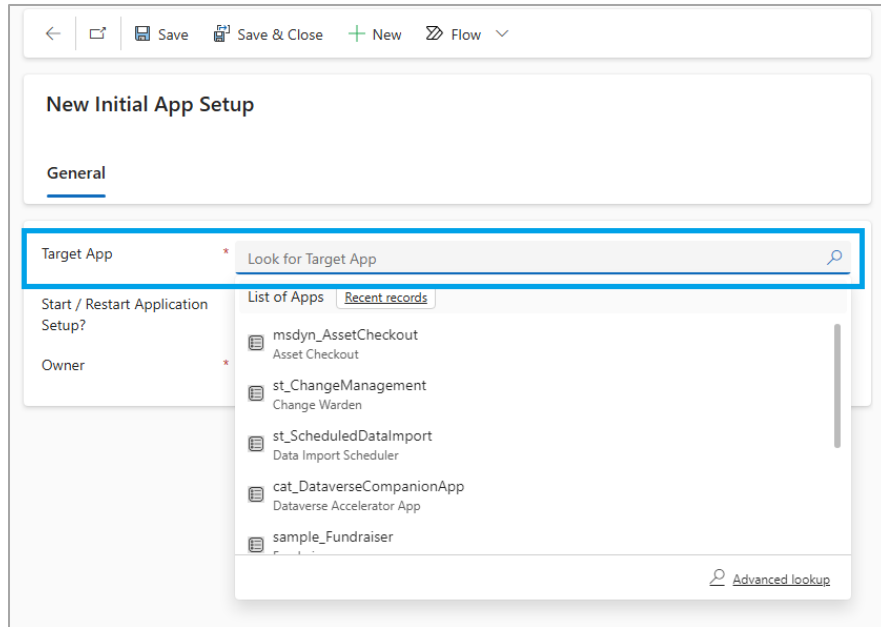 Save Save & Close New Flow
New Initial App Setup
General
Target App * Look for Target App
List of Apps Recent records
Start / Restart Application
Setup?
Owner *
msdyn_AssetCheckout
Asset Checkout
st_ChangeManagement
Change Warden
st_ScheduledDataImport
Data Import Scheduler
cat_DataverseCompanionApp
Dataverse Accelerator App
sample_Fundraiser
Advanced lookup